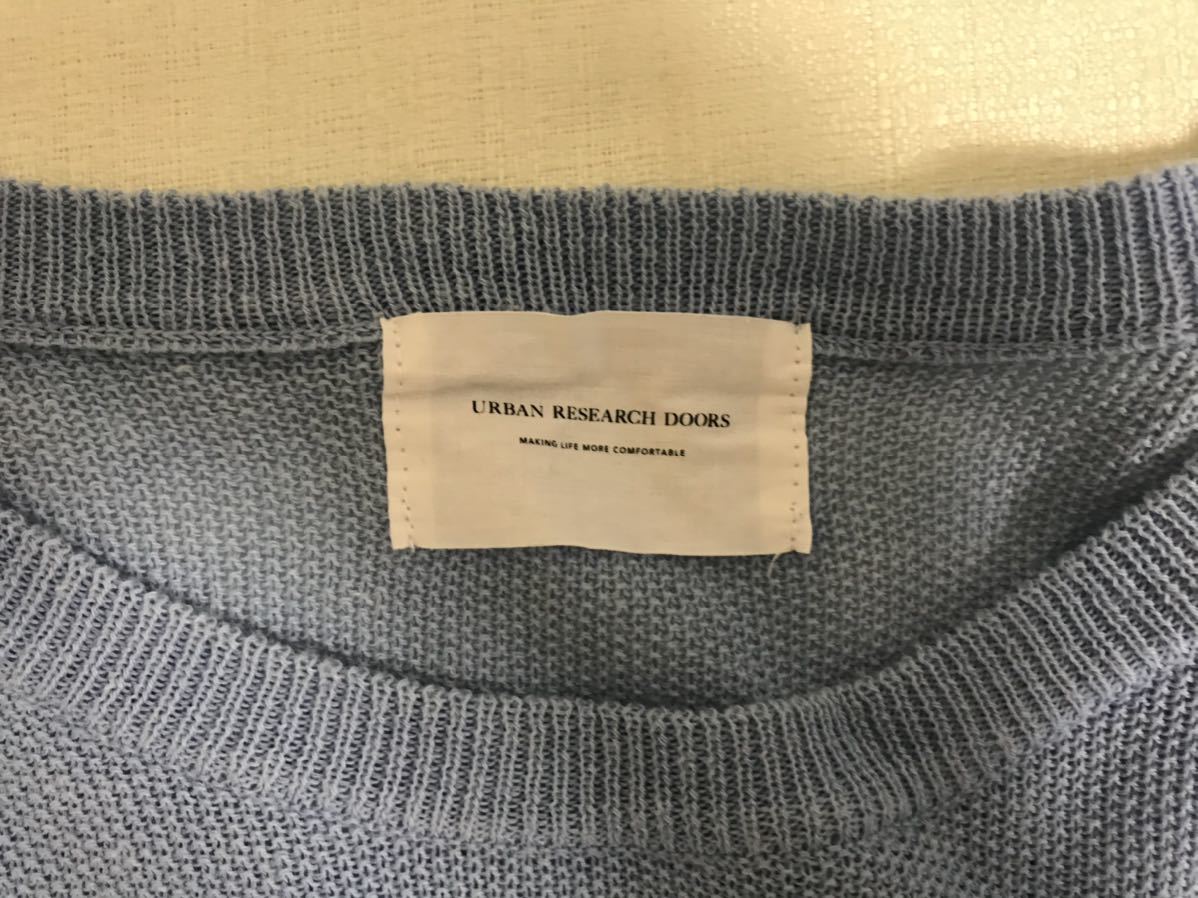 URBAN RESEARCH DOORS
MAKING LIFE MORE COMFORTABLE